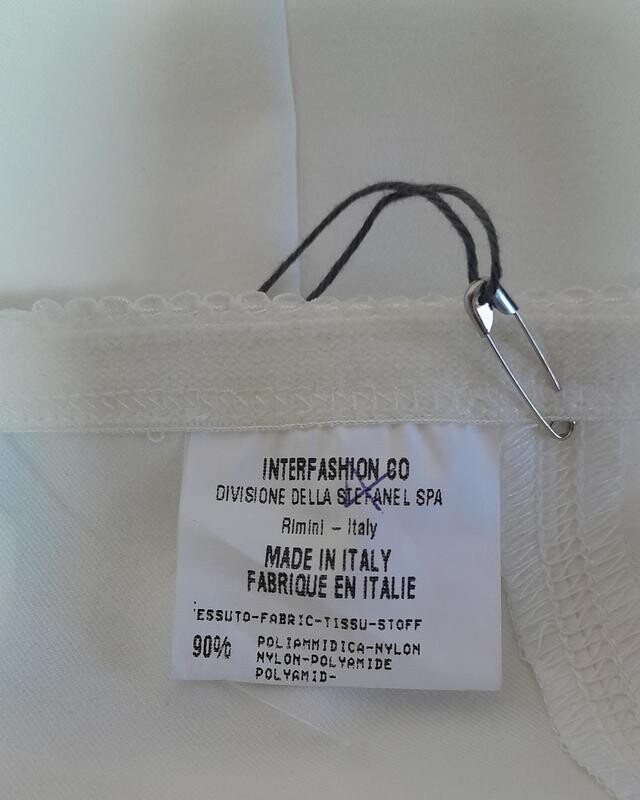 INTERFASHION CO
DIVISIONE DELLA STEFANEL SPA
Rimini – Italy
MADE IN ITALY
FABRIQUE EN ITALIE
ESSUTO-FABRIC-TISSU-STOFF
90% POLIAMMIDICA-NYLON
NYLON-POLYAMIDE
POLYAMID-